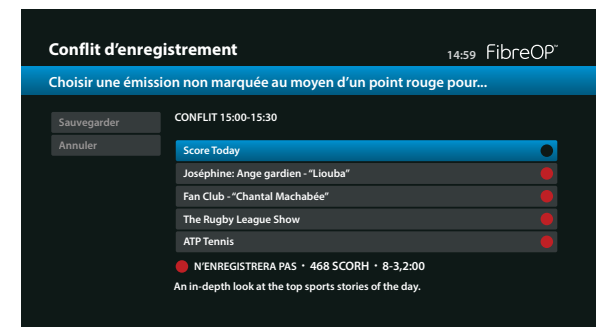 Conflit d'enregistrement
14:59 FibreOP™
Choisir une émission non marquée au moyen d'un point rouge pour...
Sauvegarder
Annuler
CONFLIT 15:00-15:30
Score Today
Joséphine: Ange gardien - "Liouba"
Fan Club - "Chantal Machabée"
The Rugby League Show
ATP Tennis
N'ENREGISTRERA PAS • 468 SCORH • 8-3,2:00
An in-depth look at the top sports stories of the day.